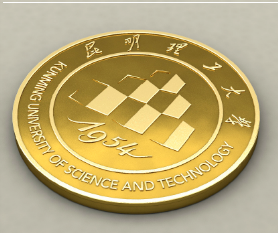 昆明理工大学
1954
KUNMING UNIVERSITY OF SCIENCE AND TECHNOLOGY